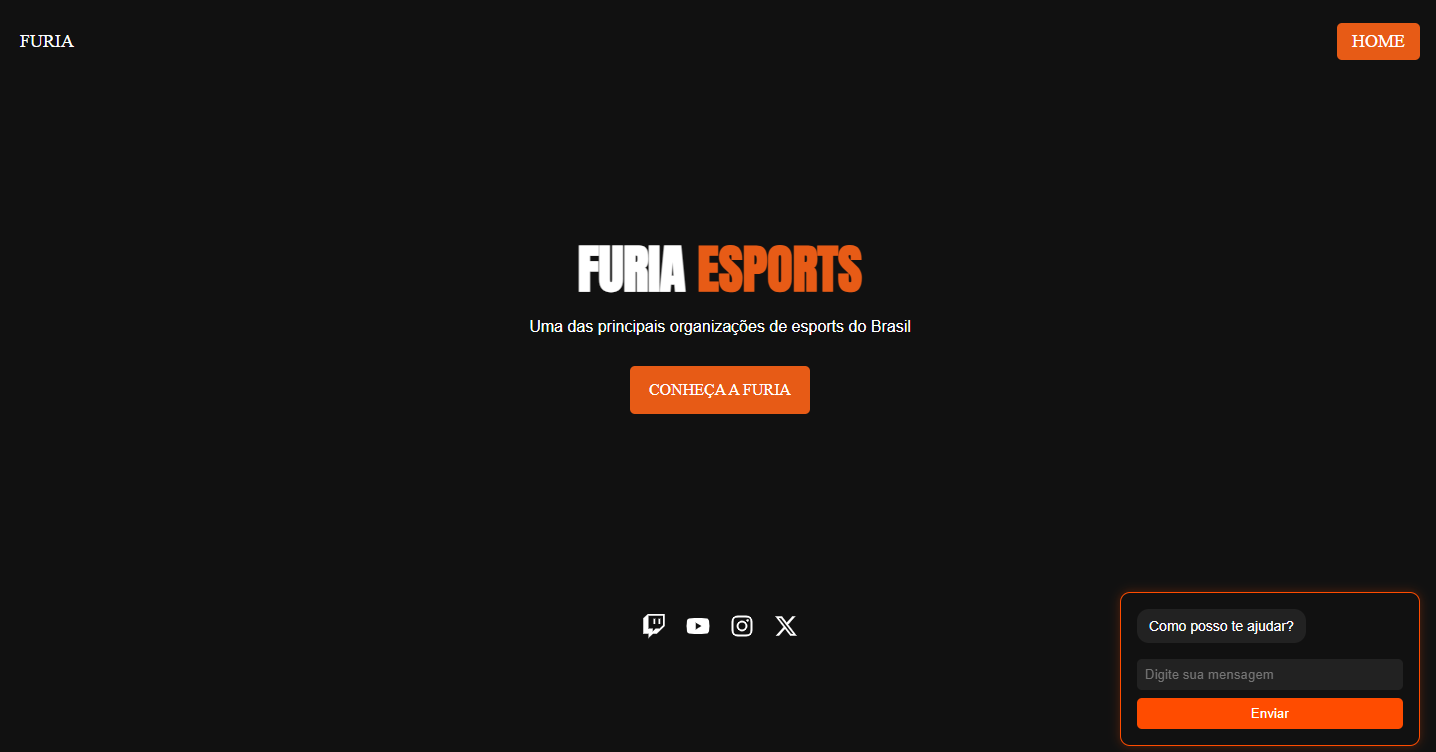 FURIA
HOME
FURIA ESPORTS
Uma das principais organizações de esports do Brasil
CONHEÇA A FURIA
Como posso te ajudar?
Digite sua mensagem
Enviar